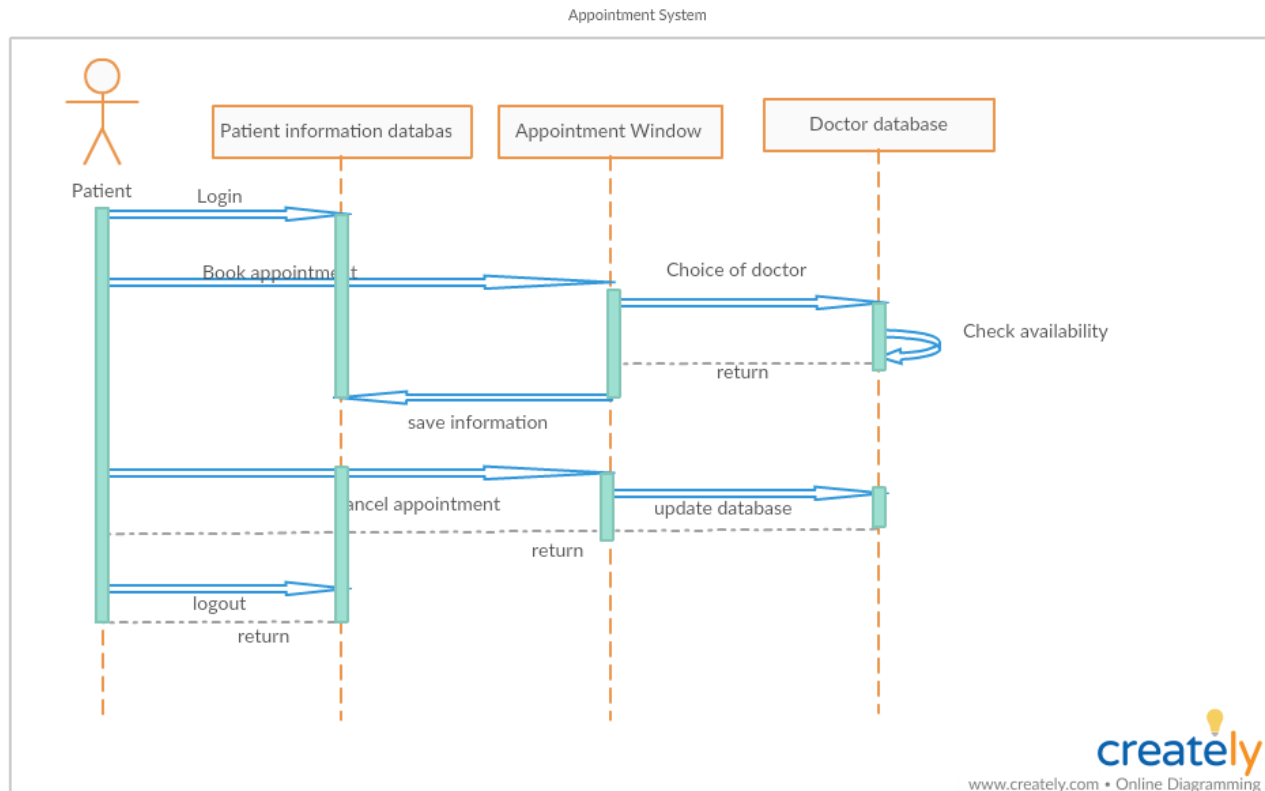 Appointment System
Patient information databas
Appointment Window
Doctor database
Patient
Login
Book appointment
Choice of doctor
Check availability
return
save information
ancel appointment
update database
return
logout
return
creately
www.creately.com • Online Diagramming